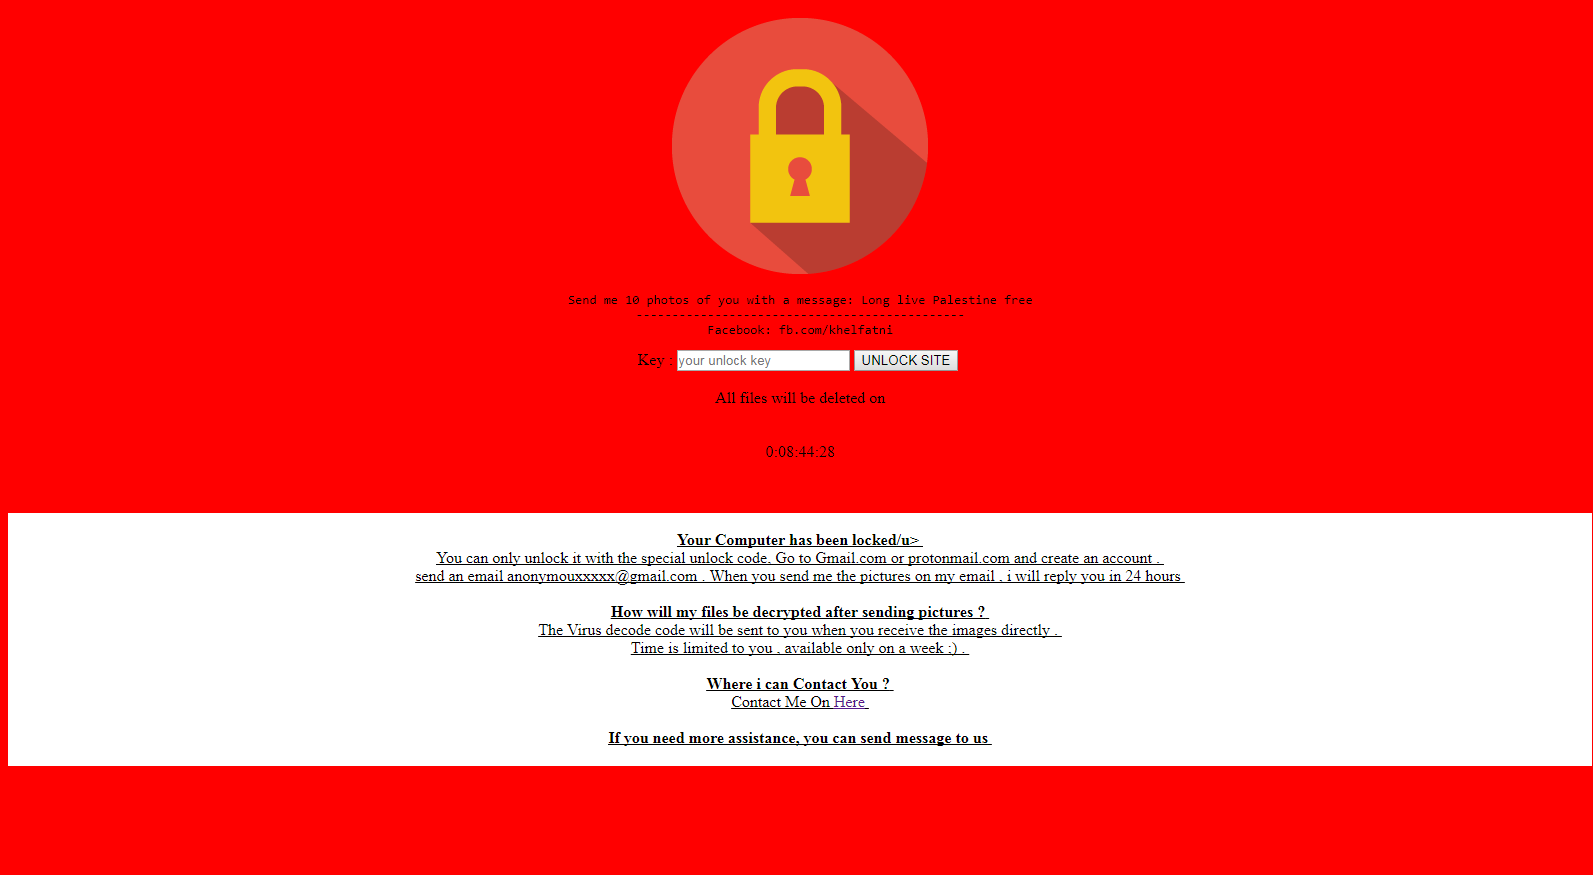 Send me 10 photos of you with a message: Long live Palestine free
----------------------------------------------
Facebook: fb.com/khelfatni
Key : your unlock key UNLOCK SITE
All files will be deleted on
0:08:44:28
Your Computer has been locked/u>
You can only unlock it with the special unlock code, Go to Gmail.com or protonmail.com and create an account .
send an email anonymouxxxxx@gmail.com . When you send me the pictures on my email , i will reply you in 24 hours
How will my files be decrypted after sending pictures ?
The Virus decode code will be sent to you when you receive the images directly .
Time is limited to you , available only on a week ;) .
Where i can Contact You ?
Contact Me On Here
If you need more assistance, you can send message to us